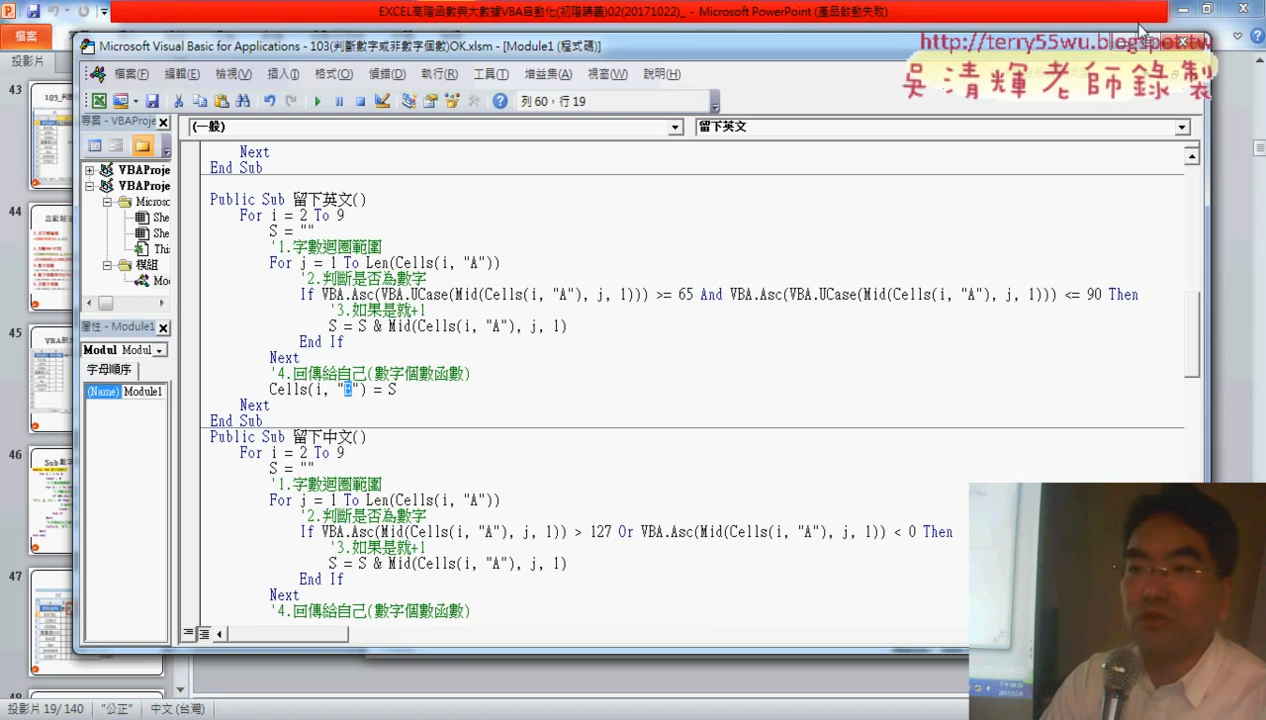 EXCEL高階函數與大數據VBA自動化(初階講義)02(20171022)_ - Microsoft PowerPoint (產品啟動失敗)
檔案
投影片
Microsoft Visual Basic for Applications - 103(判斷數字或非數字個數)OK.xlsm - [Module1 (程式碼)]
http://terry55wu.blogspot.tw
吳清輝老師錄製
檔案(F) 編輯(E) 檢視(V) 插入(I) 格式(O) 偵錯(D) 執行(R) 工具(T) 增益集(A) 視窗(W) 說明(H)
列 60，行 19
專案 - VBAProje
(一般)
留下英文
VBAProje
VBAProje
Microso
Shee
Shee
Thi
模組
Mo
屬性 - Module1
Modul Modul
字母順序
(Name) Module1
Next
End Sub
Public Sub 留下英文()
For i = 2 To 9
S = ""
'1.字數迴圈範圍
For j = 1 To Len(Cells(i, "A"))
'2.判斷是否為數字
If VBA.Asc(VBA.UCase(Mid(Cells(i, "A"), j, 1))) >= 65 And VBA.Asc(VBA.UCase(Mid(Cells(i, "A"), j, 1))) <= 90 Then
'3.如果是就+1
S = S & Mid(Cells(i, "A"), j, 1)
End If
Next
'4.回傳給自己(數字個數函數)
Cells(i, "E") = S
Next
End Sub
Public Sub 留下中文()
For i = 2 To 9
S = ""
'1.字數迴圈範圍
For j = 1 To Len(Cells(i, "A"))
'2.判斷是否為數字
If VBA.Asc(Mid(Cells(i, "A"), j, 1)) > 127 Or VBA.Asc(Mid(Cells(i, "A"), j, 1)) < 0 Then
'3.如果是就+1
S = S & Mid(Cells(i, "A"), j, 1)
End If
Next
'4.回傳給自己(數字個數函數)
43
44
45
46
47
投影片 19/140
"公正"
中文 (台灣)